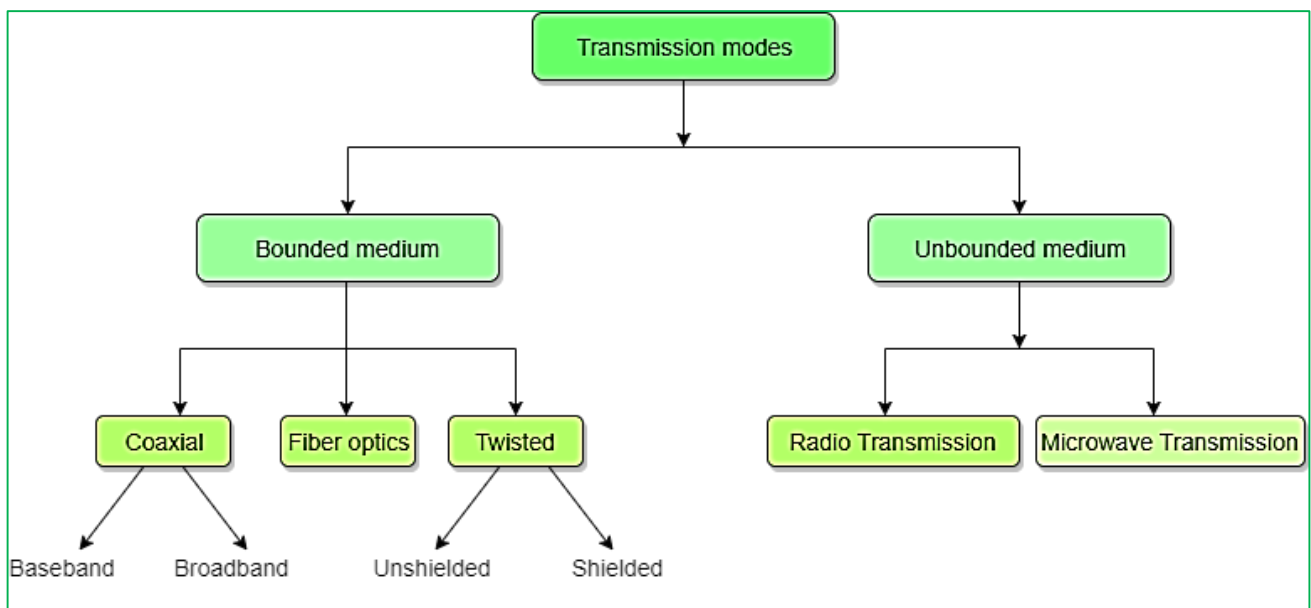 Transmission modes
Bounded medium
Unbounded medium
Coaxial
Fiber optics
Twisted
Radio Transmission
Microwave Transmission
Baseband
Broadband
Unshielded
Shielded